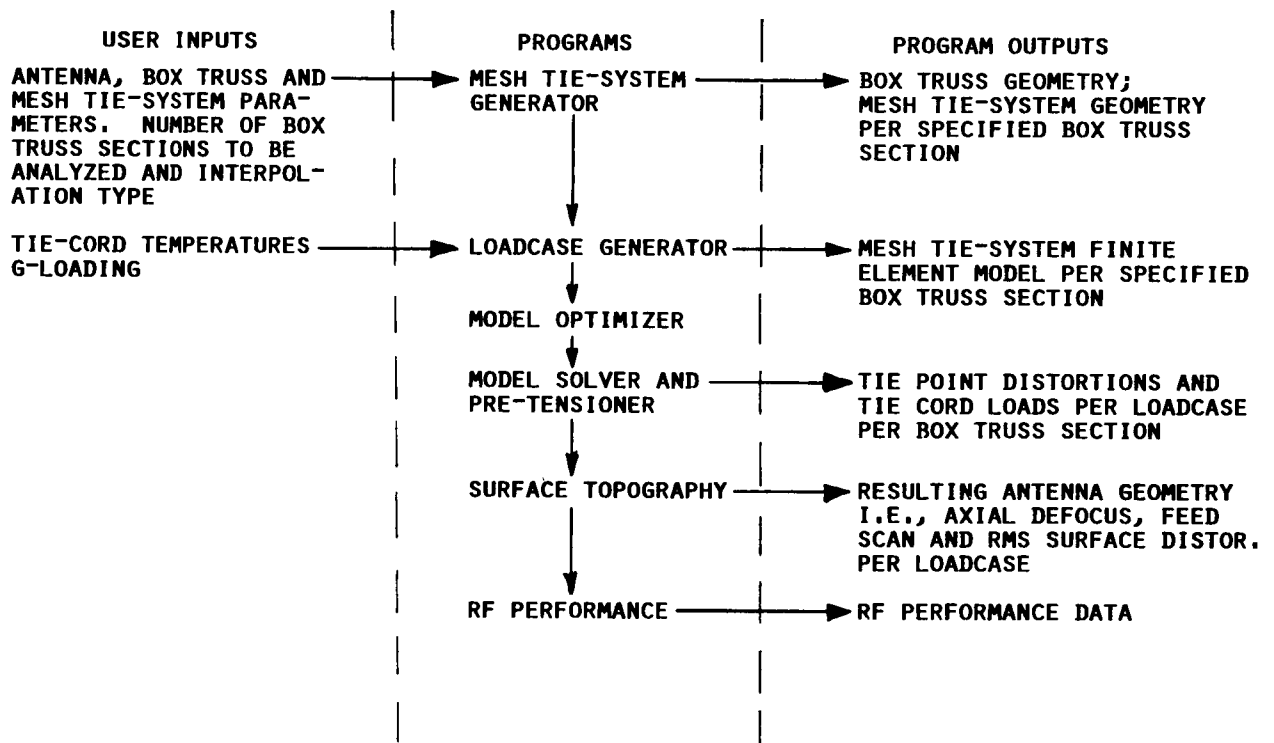 USER INPUTS
PROGRAMS
PROGRAM OUTPUTS
ANTENNA, BOX TRUSS AND
MESH TIE-SYSTEM PARA-
METERS. NUMBER OF BOX
TRUSS SECTIONS TO BE
ANALYZED AND INTERPOL-
ATION TYPE
MESH TIE-SYSTEM
GENERATOR
BOX TRUSS GEOMETRY;
MESH TIE-SYSTEM GEOMETRY
PER SPECIFIED BOX TRUSS
SECTION
TIE-CORD TEMPERATURES
G-LOADING
LOADCASE GENERATOR
MESH TIE-SYSTEM FINITE
ELEMENT MODEL PER SPECIFIED
BOX TRUSS SECTION
MODEL OPTIMIZER
MODEL SOLVER AND
PRE-TENSIONER
TIE POINT DISTORTIONS AND
TIE CORD LOADS PER LOADCASE
PER BOX TRUSS SECTION
SURFACE TOPOGRAPHY
RESULTING ANTENNA GEOMETRY
I.E., AXIAL DEFOCUS, FEED
SCAN AND RMS SURFACE DISTOR.
PER LOADCASE
RF PERFORMANCE
RF PERFORMANCE DATA